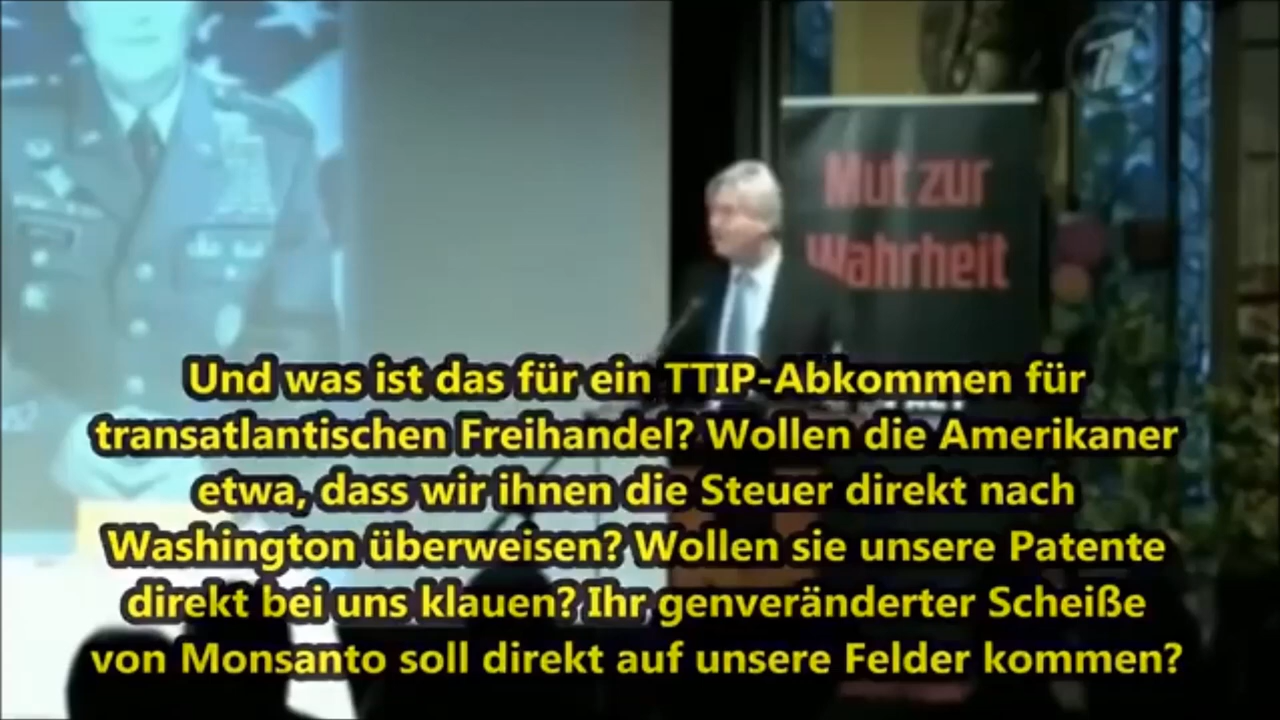 Mut zur
Wahrheit
Und was ist das für ein TTIP-Abkommen für
transatlantischen Freihandel? Wollen die Amerikaner
etwa, dass wir ihnen die Steuer direkt nach
Washington überweisen? Wollen sie unsere Patente
direkt bei uns klauen? Ihr genveränderter Scheiße
von Monsanto soll direkt auf unsere Felder kommen?